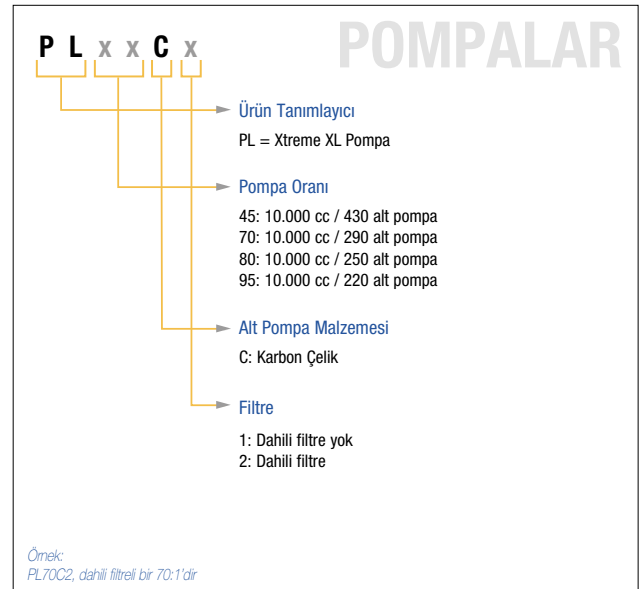 POMPALAR
P L x x C x
Ürün Tanımlayıcı
PL = Xtreme XL Pompa
Pompa Oranı
45: 10.000 cc / 430 alt pompa
70: 10.000 cc / 290 alt pompa
80: 10.000 cc / 250 alt pompa
95: 10.000 cc / 220 alt pompa
Alt Pompa Malzemesi
C: Karbon Çelik
Filtre
1: Dahili filtre yok
2: Dahili filtre
Örnek:
PL70C2, dahili filtreli bir 70:1'dir